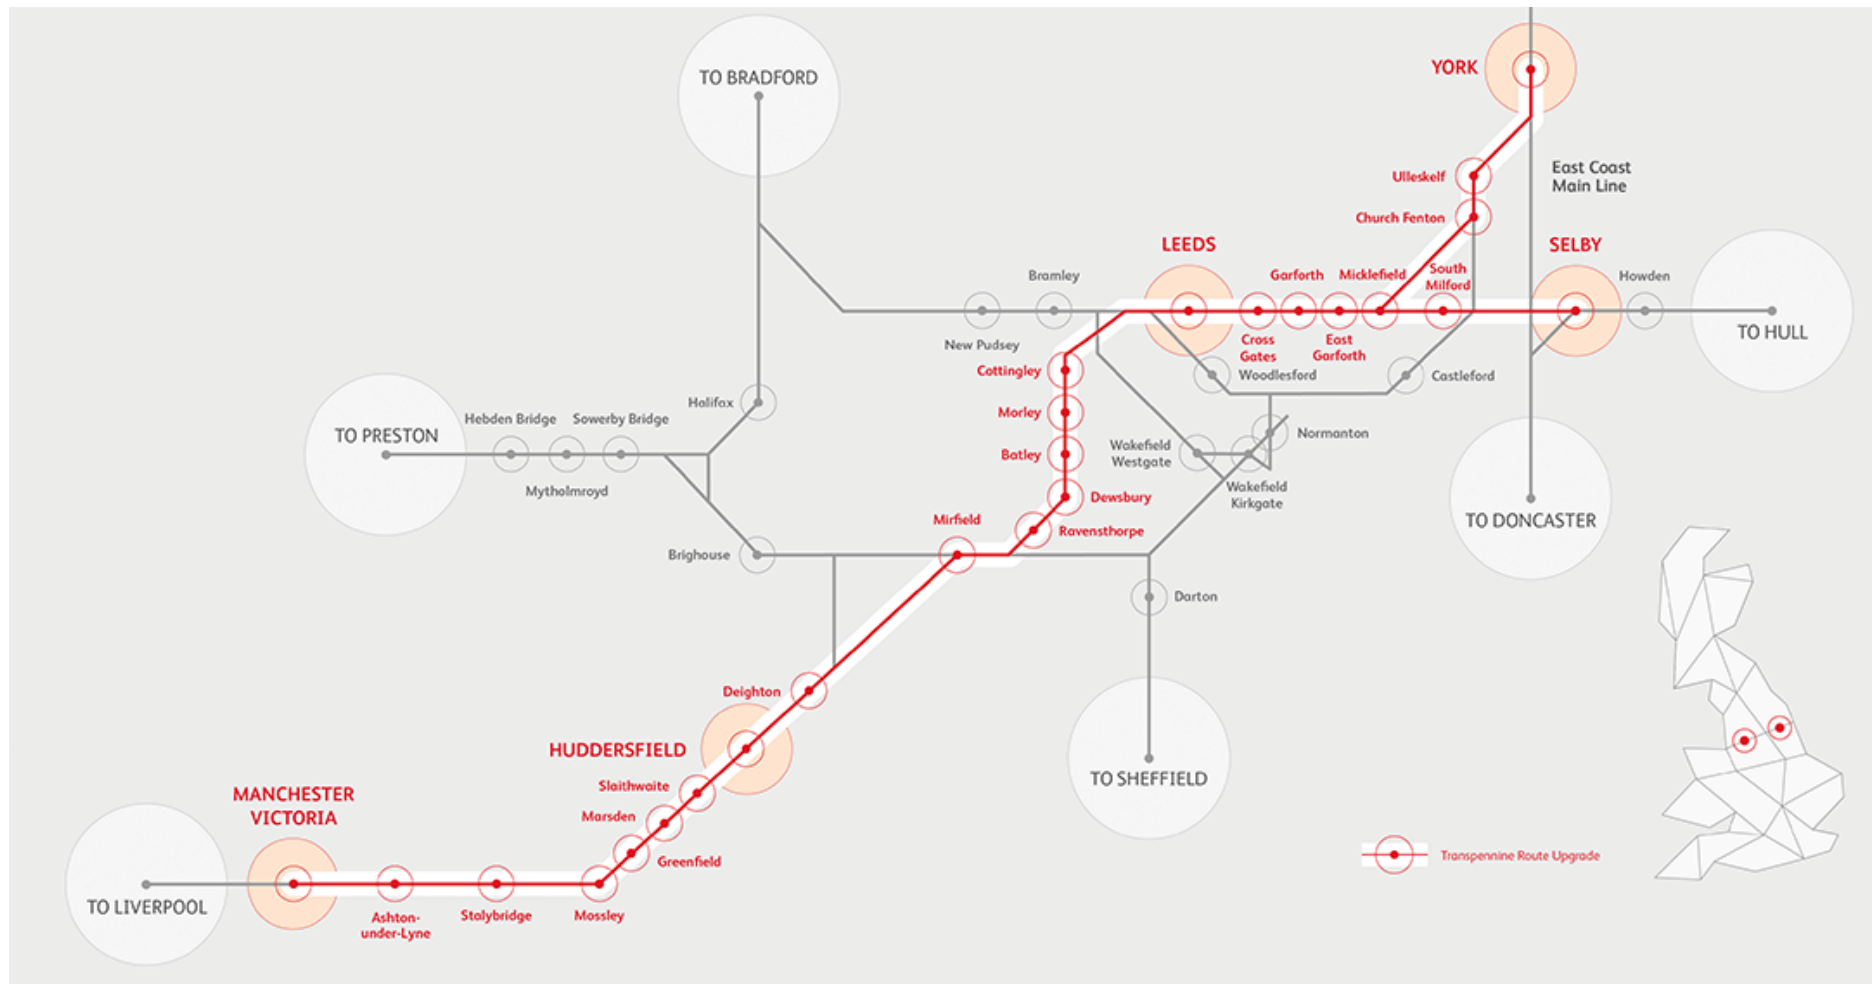 TO BRADFORD
YORK
East Coast
Main Line
Ulleskelf
Church Fenton
LEEDS
SELBY
Bramley
Garforth
Micklefield
South
Milford
Howden
TO HULL
New Pudsey
Cross
Gates
East
Garforth
Cottingley
Woodlesford
Castleford
Halifax
Morley
TO PRESTON
Hebden Bridge
Sowerby Bridge
Normanton
Wakefield
Westgate
Batley
Mytholmroyd
Wakefield
Kirkgate
Dewsbury
Mirfield
Ravensthorpe
TO DONCASTER
Brighouse
Darton
Deighton
HUDDERSFIELD
TO SHEFFIELD
Slaithwaite
MANCHESTER
VICTORIA
Marsden
Greenfield
Transpennine Route Upgrade
TO LIVERPOOL
Ashton-
under-Lyne
Stalybridge
Mossley